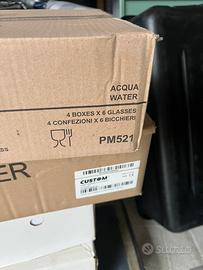 ACQUA
WATER
4 BOXES X 6 GLASSES
4 CONFEZIONI X 6 BICCHIERI
PM521
ER
CUSTOM
subito